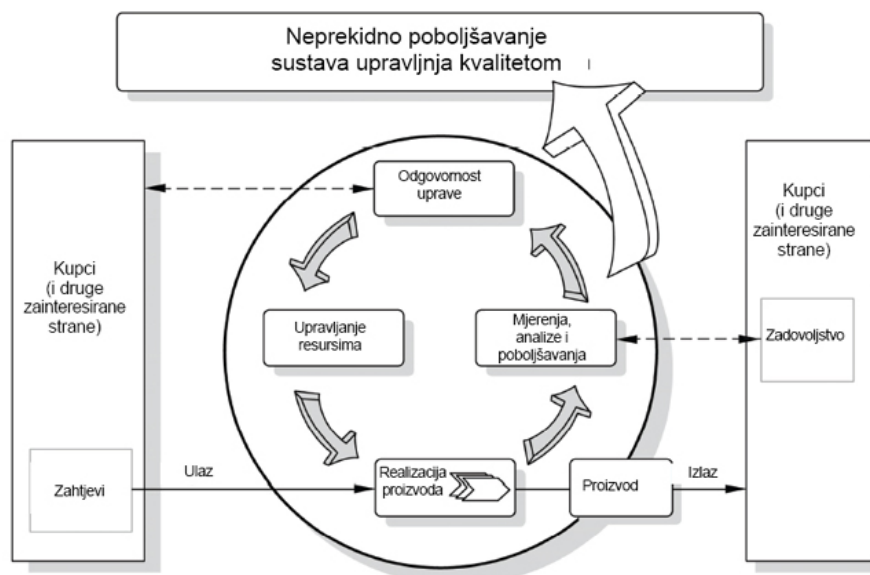 Neprekidno poboljšavanje
sustava upravljnja kvalitetom
Kupci
(i druge
zainteresirane
strane)
Zahtjevi
Ulaz
Odgovornost
uprave
Upravljanje
resursima
Mjerenja,
analize i
poboljšavanja
Realizacija
proizvoda
Proizvod
Izlaz
Kupci
(i druge
zainteresirane
strane)
Zadovoljstvo